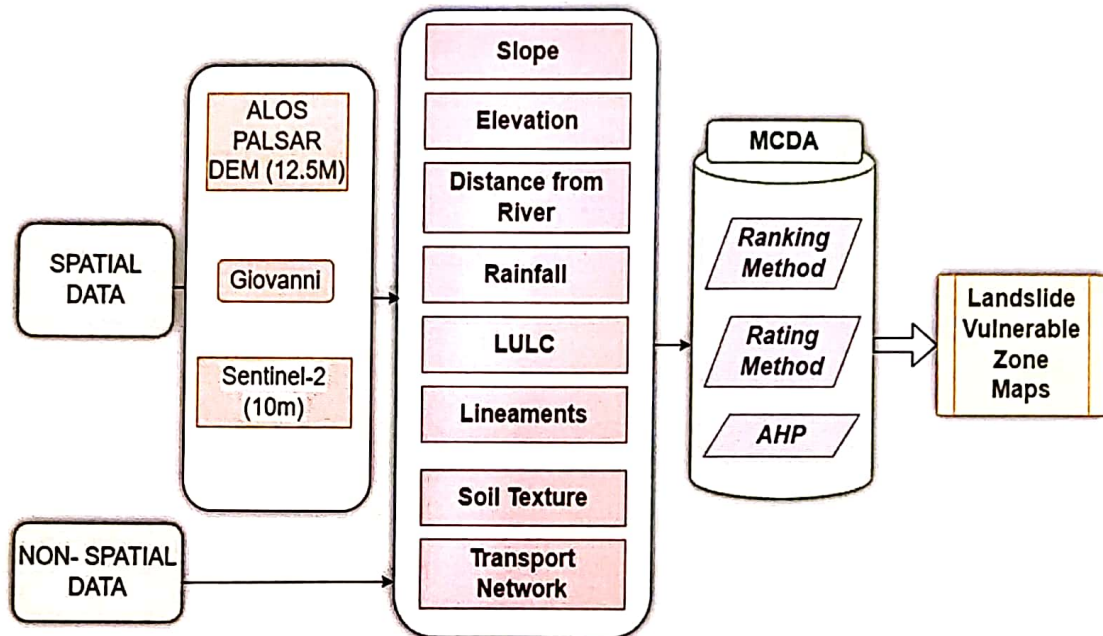 SPATIAL
DATA
NON- SPATIAL
DATA
ALOS
PALSAR
DEM (12.5M)
Giovanni
Sentinel-2
(10m)
Slope
Elevation
Distance from
River
Rainfall
LULC
Lineaments
Soil Texture
Transport
Network
MCDA
Ranking
Method
Rating
Method
AHP
Landslide
Vulnerable
Zone
Maps